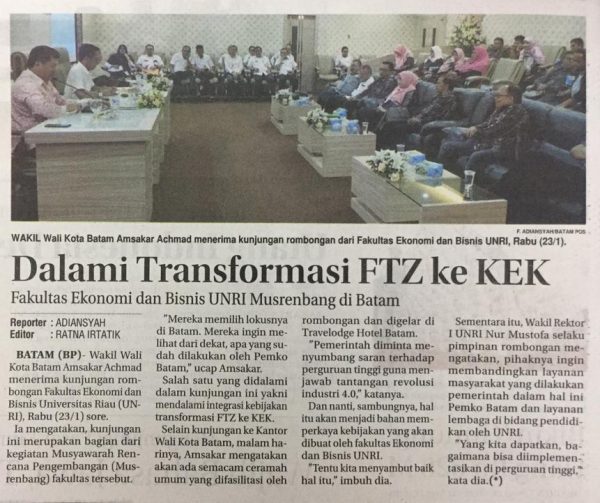 F. ADIANSYAH/BATAM POS
WAKIL Wali Kota Batam Amsakar Achmad menerima kunjungan rombongan dari Fakultas Ekonomi dan Bisnis UNRI, Rabu (23/1).
Dalami Transformasi FTZ ke KEK
Fakultas Ekonomi dan Bisnis UNRI Musrenbang di Batam
Reporter : ADIANSYAH
Editor : RATNA IRTATIK
BATAM (BP)- Wakil Wali
Kota Batam Amsakar Achmad
menerima kunjungan rom-
bongan Fakultas Ekonomi dan
Bisnis Universitas Riau (UN-
RI), Rabu (23/1) sore.
Ia mengatakan, kunjungan
ini merupakan bagian dari
kegiatan Musyawarah Ren-
cana Pengembangan (Mus-
renbang) fakultas tersebut.
"Mereka memilih lokusnya
di Batam. Mereka ingin me-
lihat dari dekat, apa yang su-
dah dilakukan oleh Pemko
Batam," ucap Amsakar.
Salah satu yang didalami
dalam kunjungan ini yakni
mendalami integrasi kebijakan
transformasi FTZ ke KEK.
Selain kunjungan ke Kantor
Wali Kota Batam, malam ha-
rinya, Amsakar mengatakan
akan ada semacam ceramah
umum yang difasilitasi oleh
rombongan dan digelar di
Travelodge Hotel Batam.
"Pemerintah diminta me-
nyumbang saran terhadap
perguruan tinggi guna men-
jawab tantangan revolusi
industri 4.0," katanya.
Dan nanti, sambungnya, hal
itu akan menjadi bahan mem-
perkaya kebijakan yang akan
dibuat oleh fakultas Ekonomi
dan Bisnis UNRI.
"Tentu kita menyambut baik
hal itu," imbuh dia.
Sementara itu, Wakil Rektor
I UNRI Nur Mustofa selaku
pimpinan rombongan me-
ngatakan, pihaknya ingin
membandingkan layanan
masyarakat yang dilakukan
pemerintah dalam hal ini
Pemko Batam dan layanan
lembaga di bidang pendidi-
kan oleh UNRI.
"Yang kita dapatkan, ba-
gaimana bisa diimplemen-
tasikan di perguruan tinggi,"
kata dia.(*)